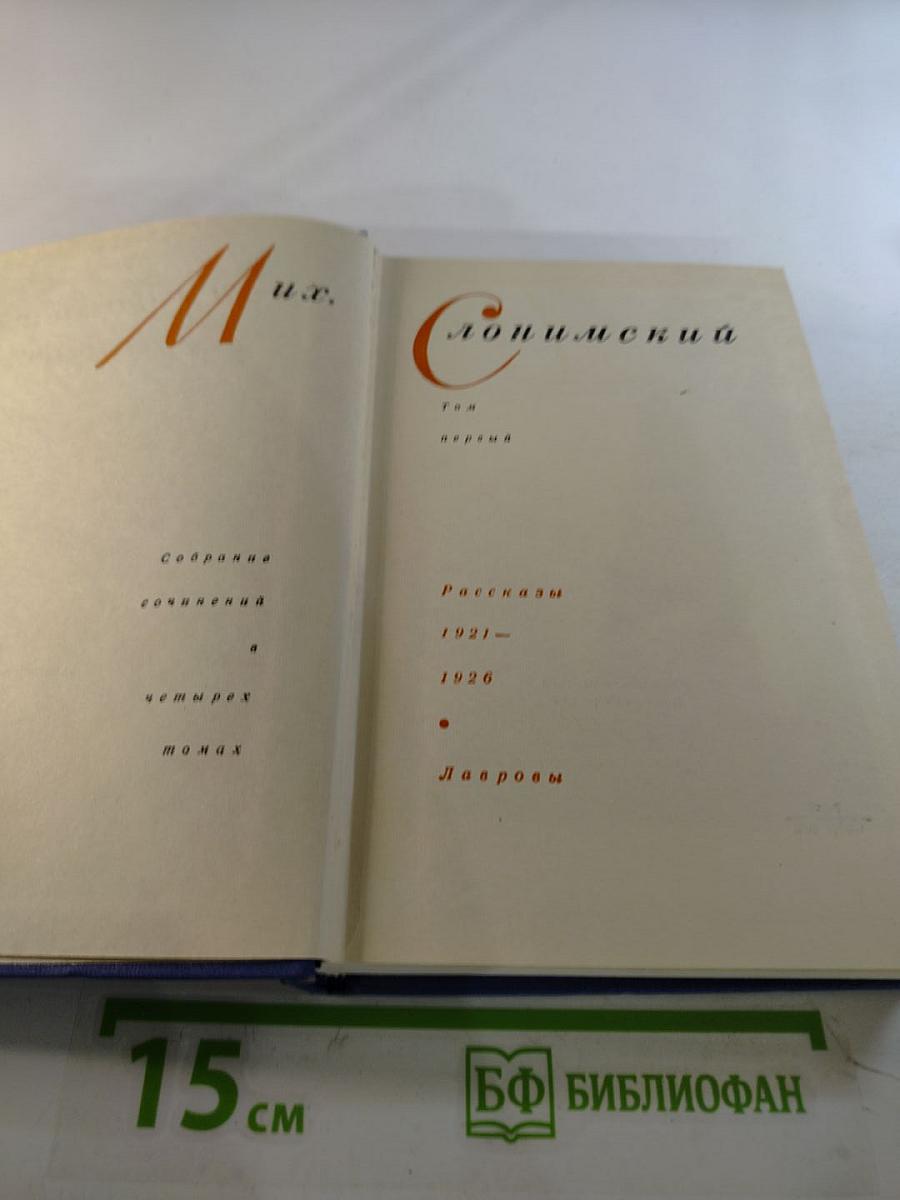 Мих.
Собрание
сочинений
в
четырех
томах
Слонимский
Том
первый
Рассказы
1921—
1926
•
Лавровы
15 см
БФ БИБЛИОФАН